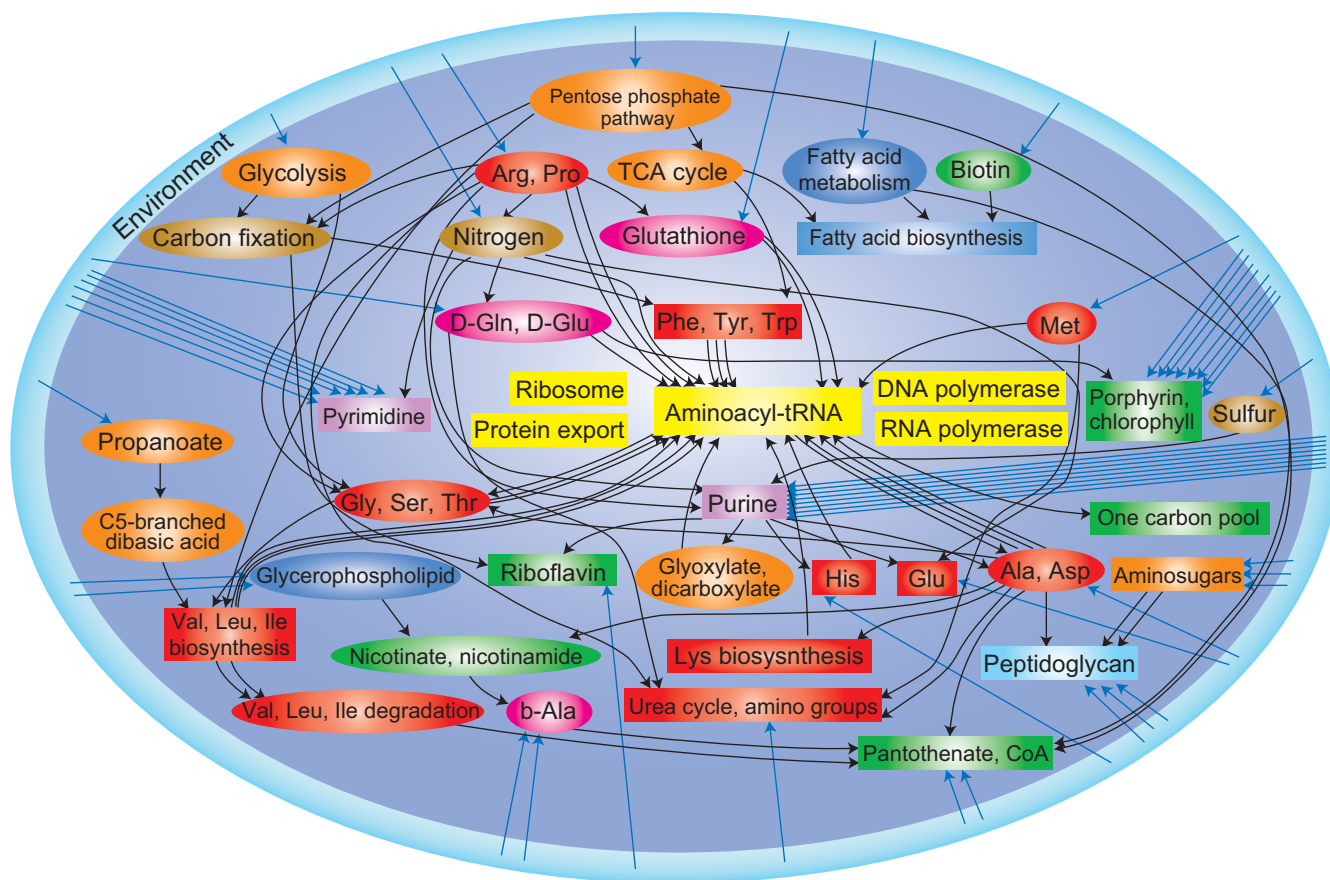 Environment
Pentose phosphate
pathway
Glycolysis
Arg, Pro
TCA cycle
Fatty acid
metabolism
Biotin
Carbon fixation
Nitrogen
Glutathione
Fatty acid biosynthesis
D-Gln, D-Glu
Phe, Tyr, Trp
Met
Ribosome
Aminoacyl-tRNA
DNA polymerase
Pyrimidine
Protein export
RNA polymerase
Porphyrin,
chlorophyll
Sulfur
Propanoate
Gly, Ser, Thr
Purine
One carbon pool
C5-branched
dibasic acid
Glycerophospholipid
Riboflavin
Glyoxylate,
dicarboxylate
His
Glu
Ala, Asp
Aminosugars
Val, Leu, Ile
biosynthesis
Nicotinate, nicotinamide
Lys biosysnthesis
Peptidoglycan
Val, Leu, Ile degradation
b-Ala
Urea cycle, amino groups
Pantothenate, CoA